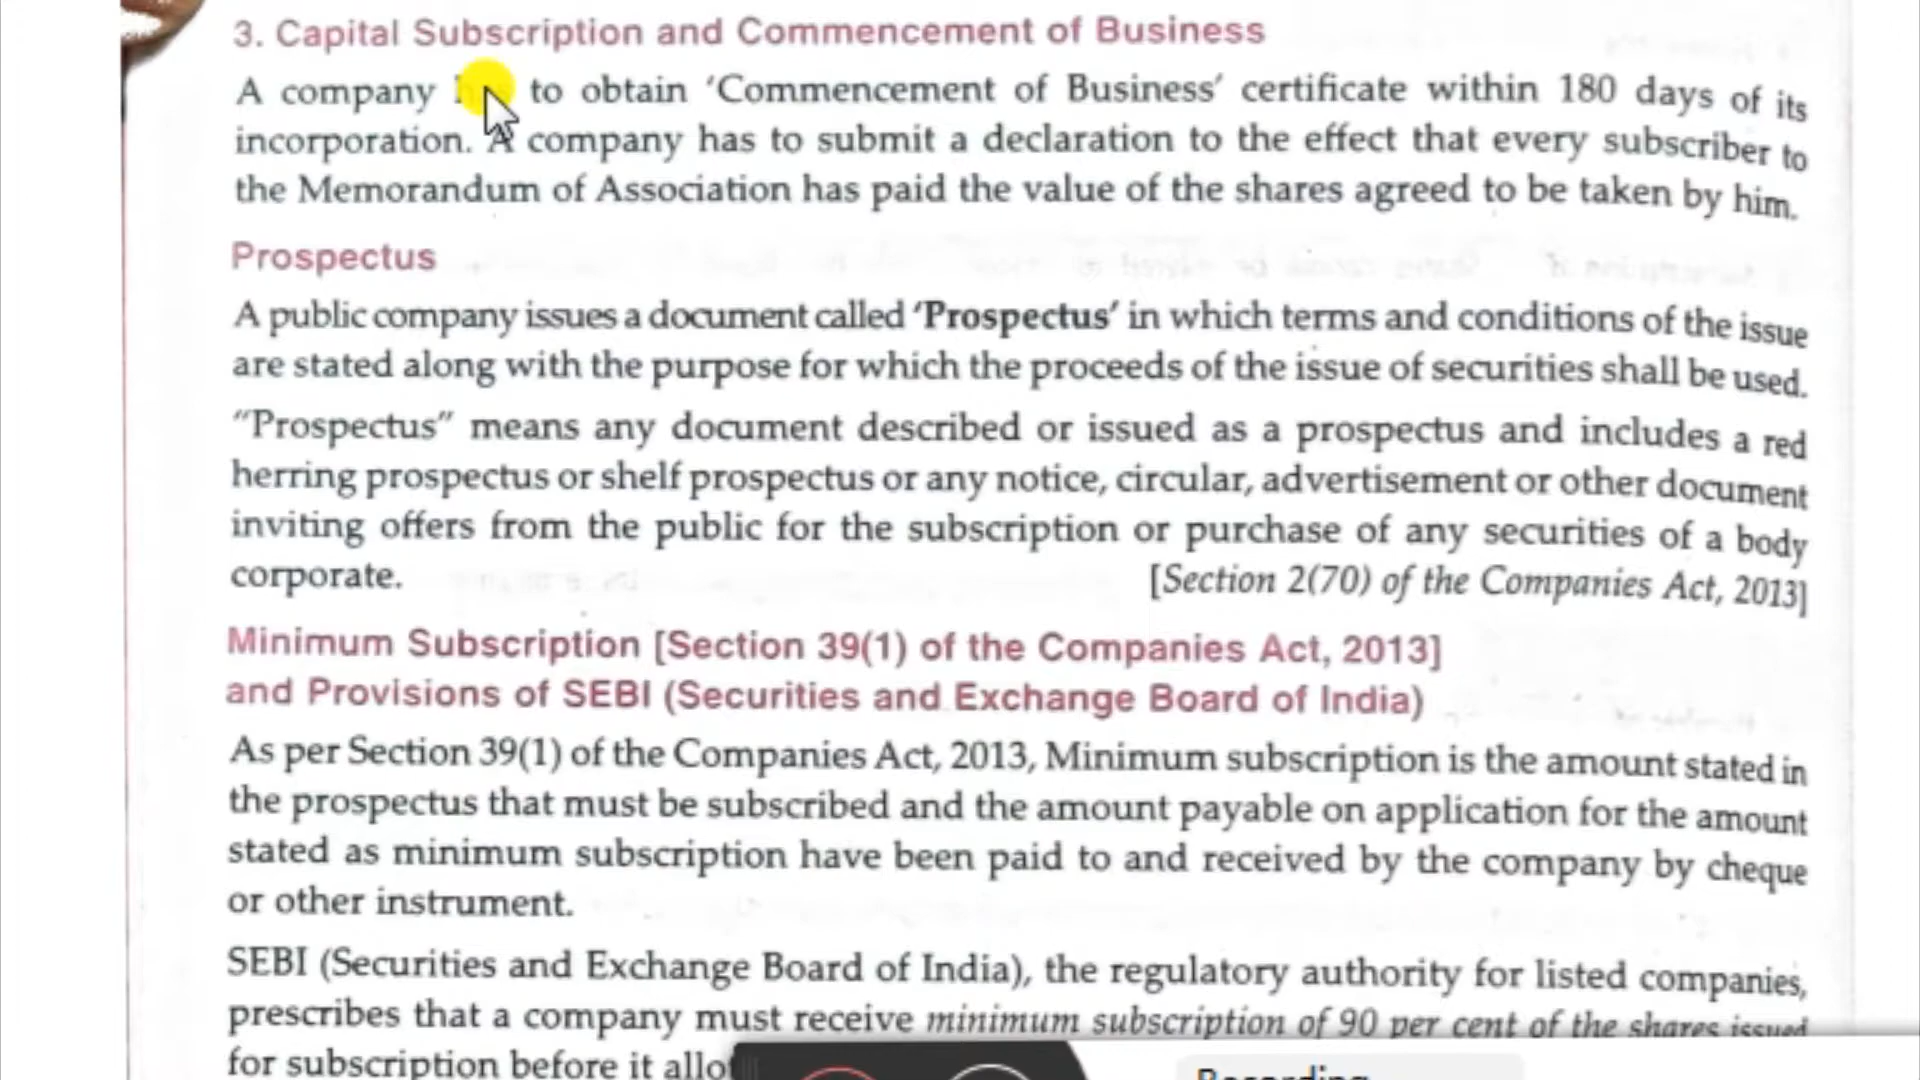 3. Capital Subscription and Commencement of Business
A company to obtain ‘Commencement of Business’ certificate within 180 days of its
incorporation. A company has to submit a declaration to the effect that every subscriber to
the Memorandum of Association has paid the value of the shares agreed to be taken by him.
Prospectus
A public company issues a document called ‘Prospectus’ in which terms and conditions of the issue
are stated along with the purpose for which the proceeds of the issue of securities shall be used.
“Prospectus” means any document described or issued as a prospectus and includes a red
herring prospectus or shelf prospectus or any notice, circular, advertisement or other document
inviting offers from the public for the subscription or purchase of any securities of a body
corporate. [Section 2(70) of the Companies Act, 2013]
Minimum Subscription [Section 39(1) of the Companies Act, 2013]
and Provisions of SEBI (Securities and Exchange Board of India)
As per Section 39(1) of the Companies Act, 2013, Minimum subscription is the amount stated in
the prospectus that must be subscribed and the amount payable on application for the amount
stated as minimum subscription have been paid to and received by the company by cheque
or other instrument.
SEBI (Securities and Exchange Board of India), the regulatory authority for listed companies,
prescribes that a company must receive minimum subscription of 90 per cent of the shares issued
for subscription before it
Recording